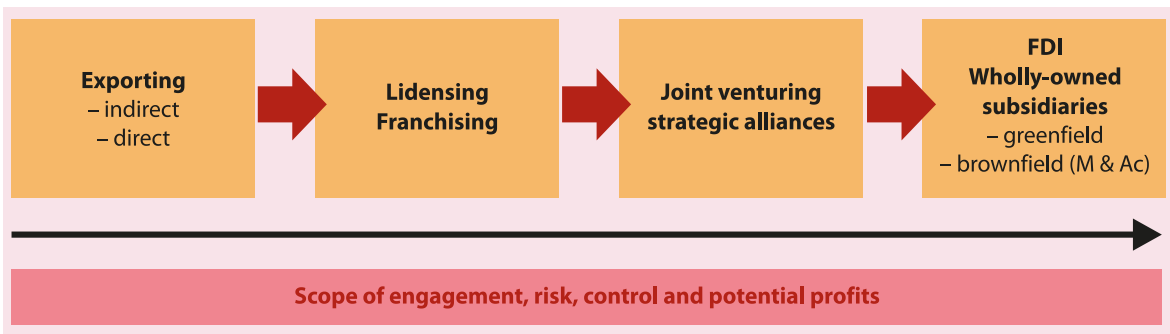 Exporting
– indirect
– direct
Lidensing
Franchising
Joint venturing
strategic alliances
FDI
Wholly-owned
subsidiaries
– greenfield
– brownfield (M & Ac)
Scope of engagement, risk, control and potential profits